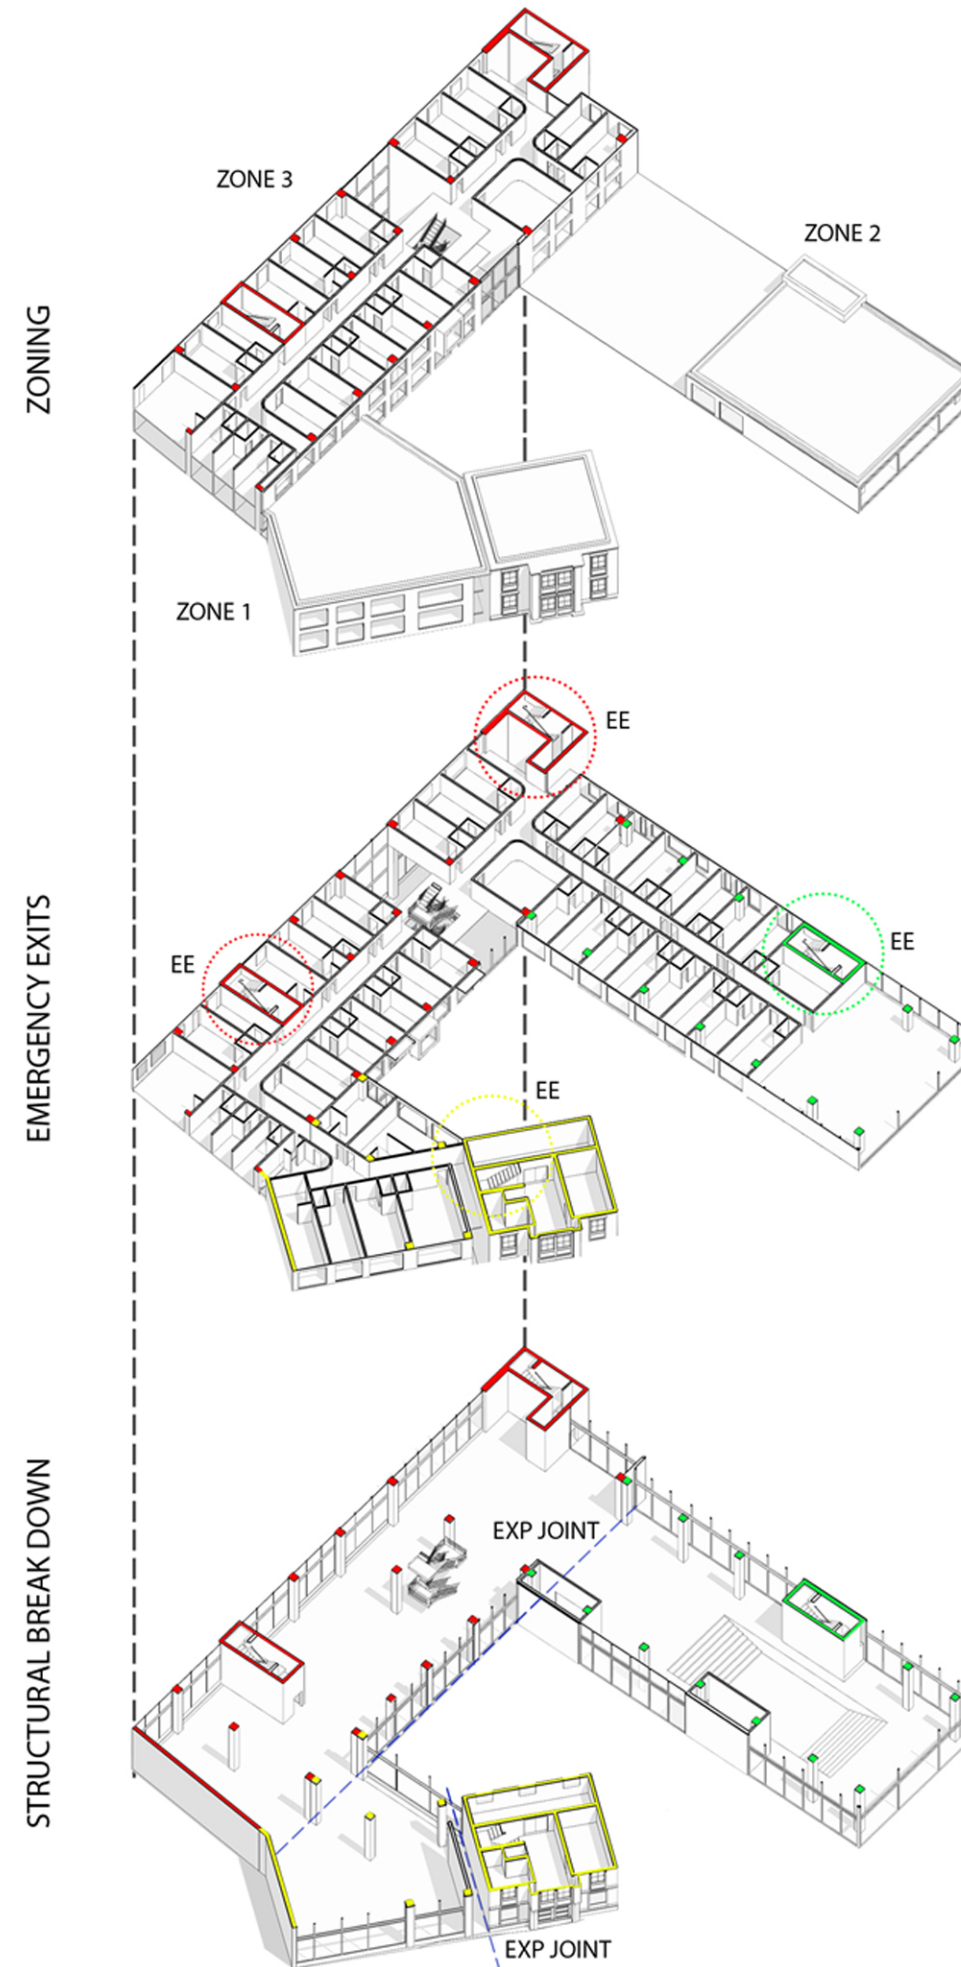 ZONING
ZONE 3
ZONE 2
ZONE 1
EMERGENCY EXITS
EE
EE
EE
EE
STRUCTURAL BREAK DOWN
EXP JOINT
EXP JOINT